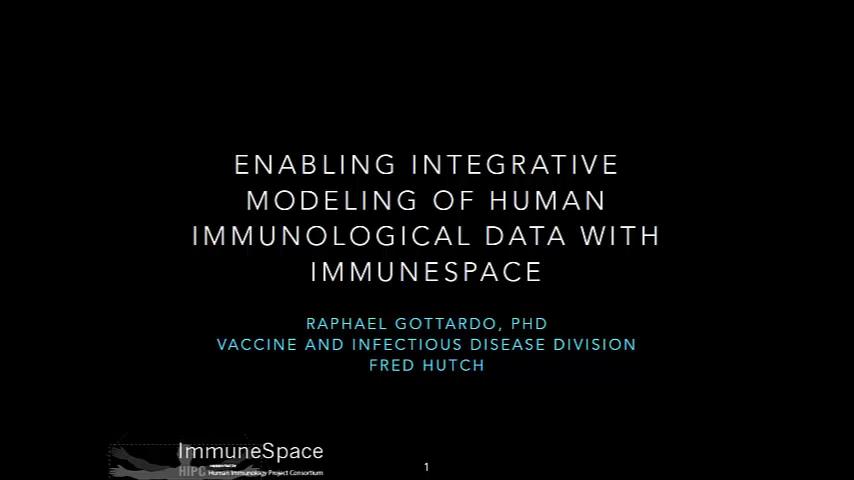 ENABLING INTEGRATIVE
MODELING OF HUMAN
IMMUNOLOGICAL DATA WITH
IMMUNESPACE
RAPHAEL GOTTARDO, PHD
VACCINE AND INFECTIOUS DISEASE DIVISION
FRED HUTCH
ImmuneSpace
HIPC Human Immunology Project Consortium
1